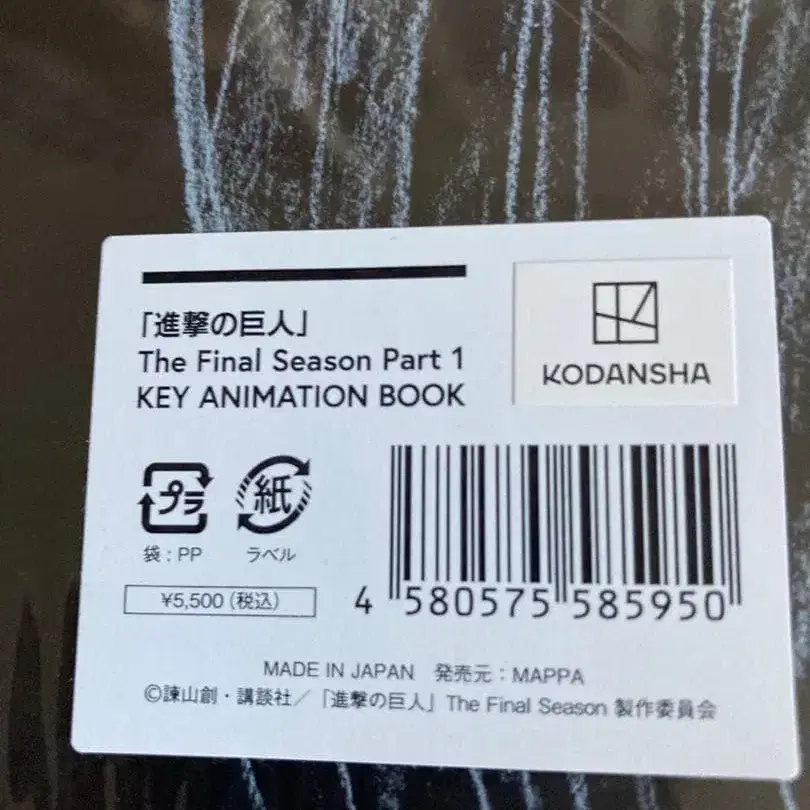 「進撃の巨人」
The Final Season Part 1
KEY ANIMATION BOOK
KODANSHA
プラ
紙
袋：PP
ラベル
¥5,500（税込）
4 580575 585950
MADE IN JAPAN 発売元：MAPPA
©諫山創・講談社／「進撃の巨人」The Final Season 製作委員会